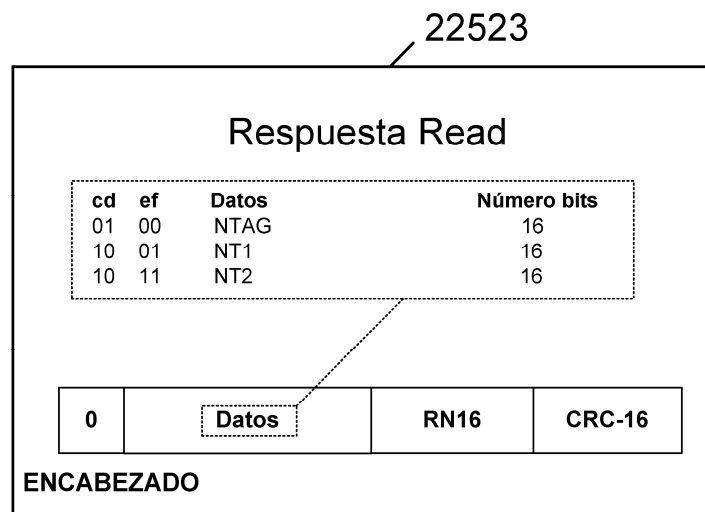 22523
Respuesta Read
cd ef Datos Número bits
01 00 NTAG 16
10 01 NT1 16
10 11 NT2 16
0 Datos RN16 CRC-16
ENCABEZADO